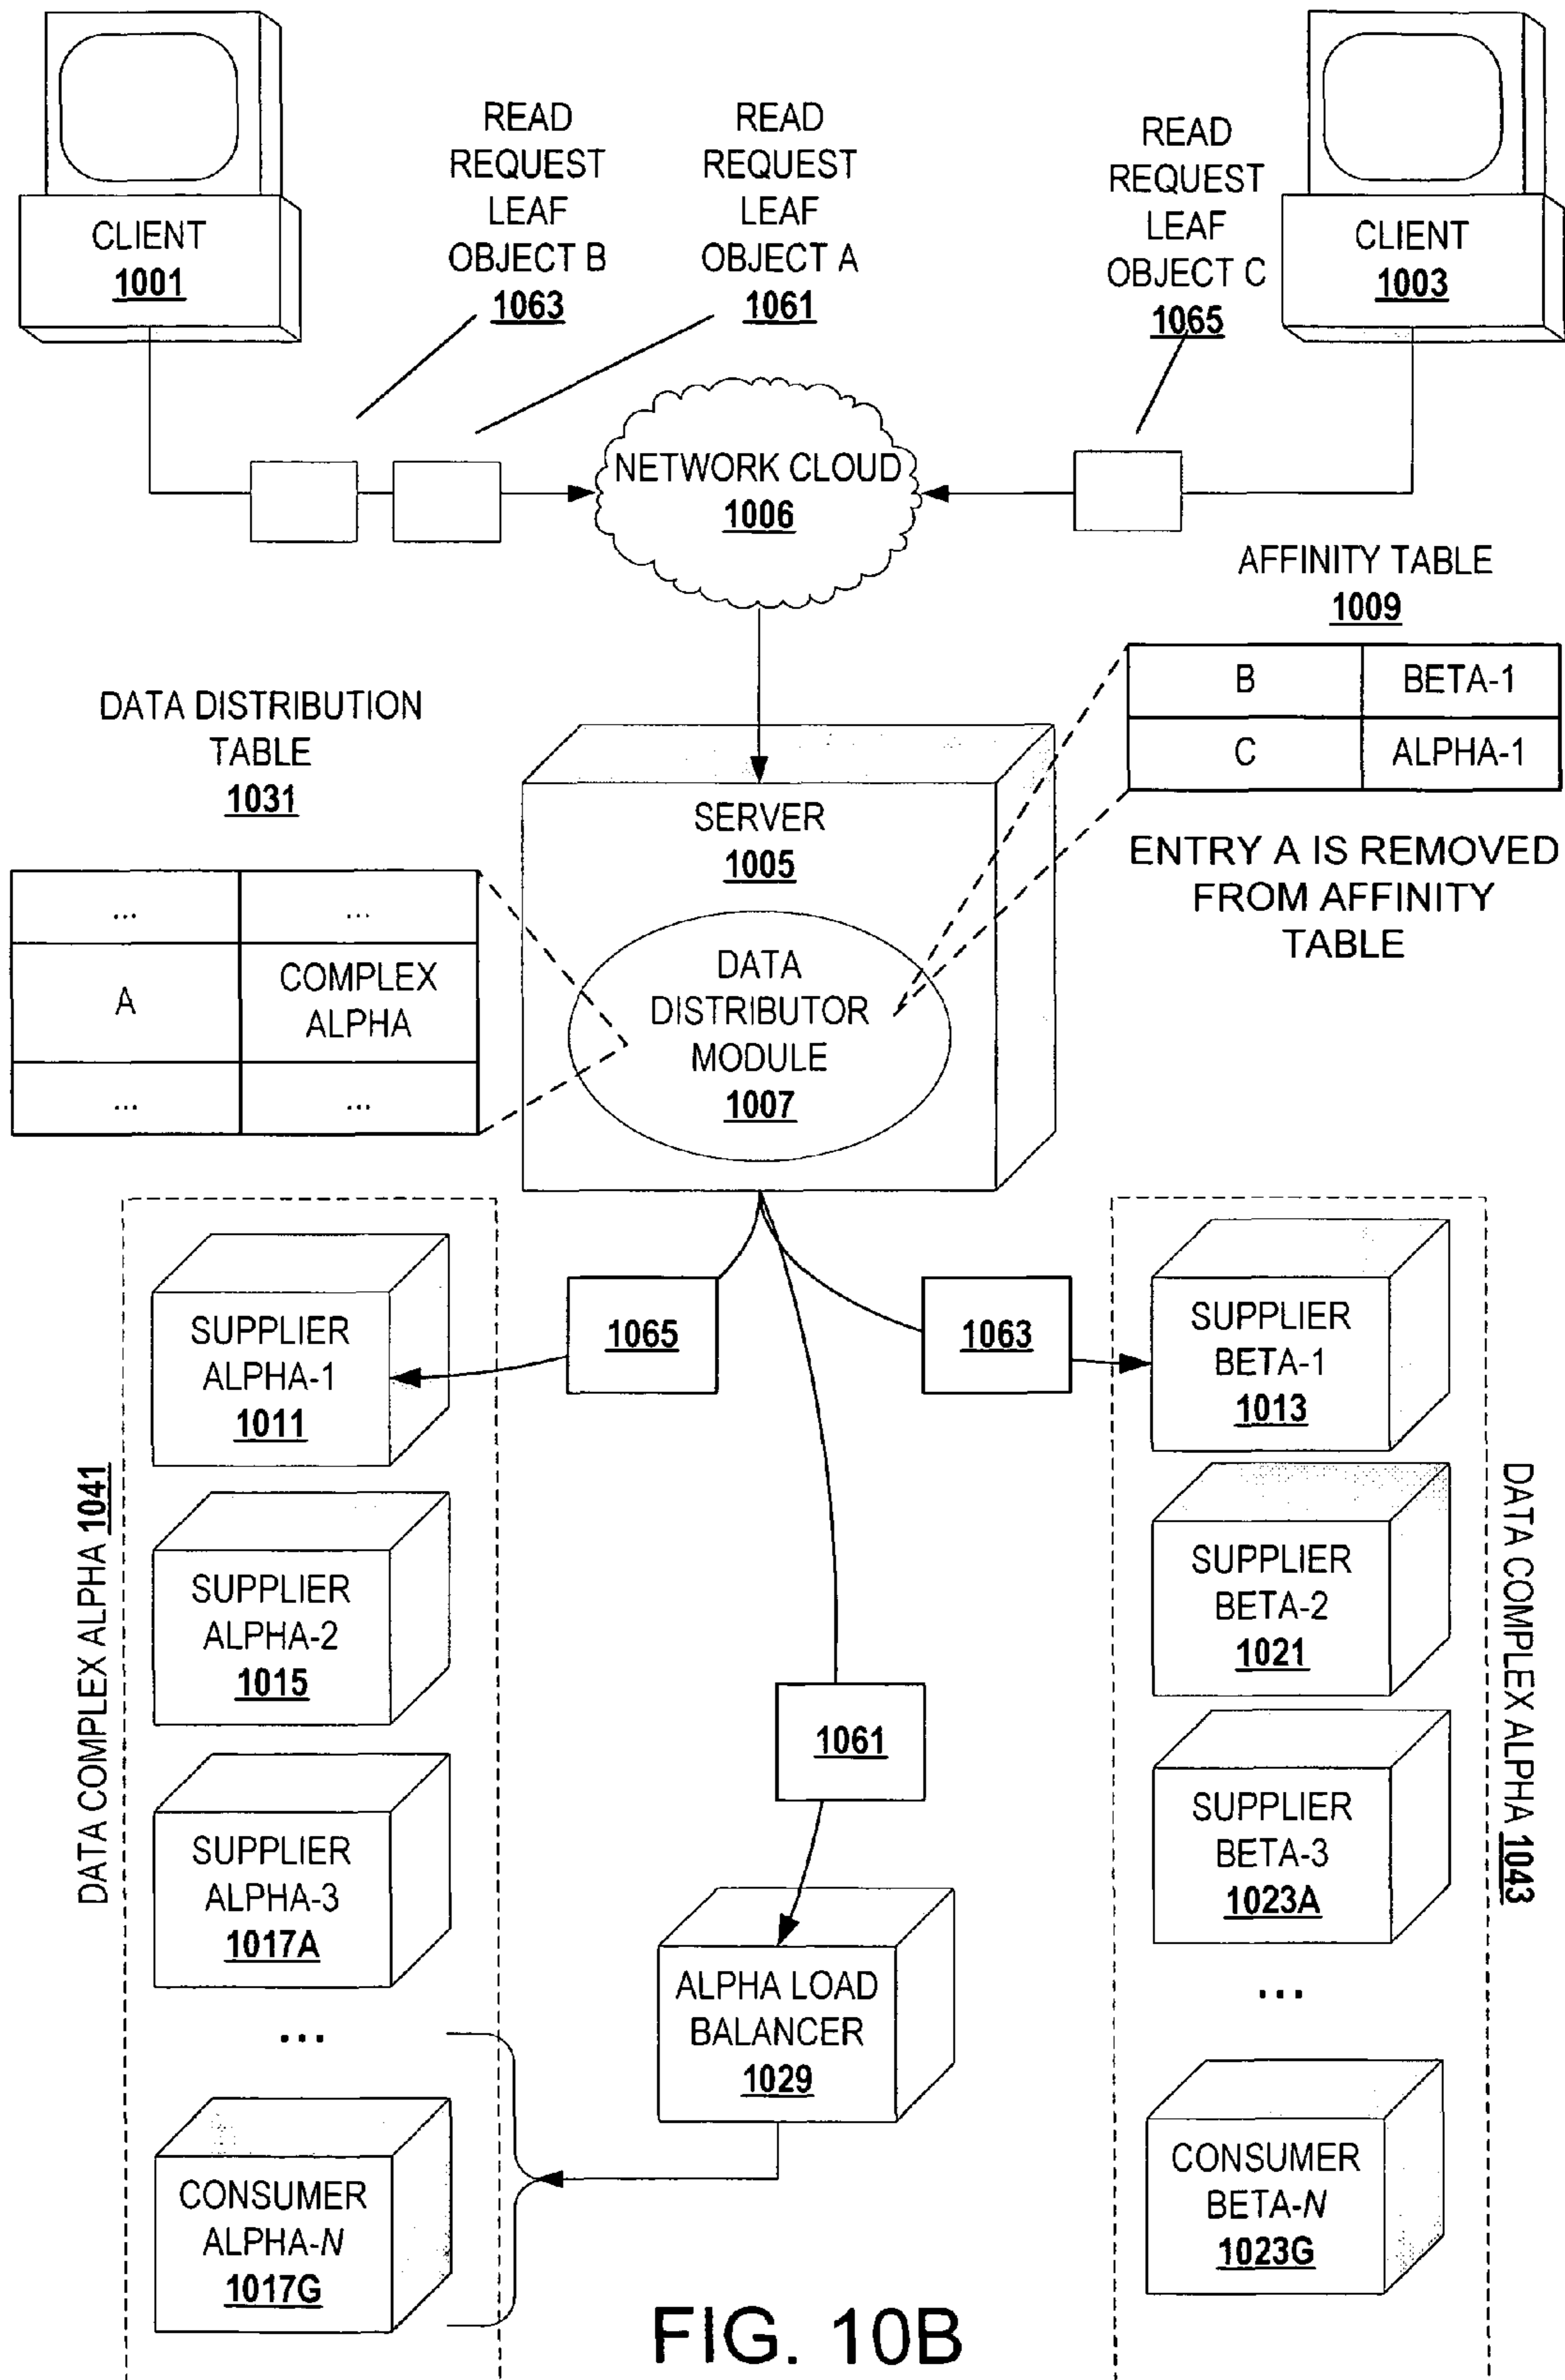 CLIENT
1001
READ
REQUEST
LEAF
OBJECT B
1063
READ
REQUEST
LEAF
OBJECT A
1061
READ
REQUEST
LEAF
OBJECT C
1065
CLIENT
1003
NETWORK CLOUD
1006
AFFINITY TABLE
1009
B BETA-1
C ALPHA-1
ENTRY A IS REMOVED
FROM AFFINITY
TABLE
DATA DISTRIBUTION
TABLE
1031
... ...
A COMPLEX
ALPHA
... ...
SERVER
1005
DATA
DISTRIBUTOR
MODULE
1007
DATA COMPLEX ALPHA 1041
SUPPLIER
ALPHA-1
1011
SUPPLIER
ALPHA-2
1015
SUPPLIER
ALPHA-3
1017A
...
CONSUMER
ALPHA-N
1017G
1065
1063
1061
ALPHA LOAD
BALANCER
1029
SUPPLIER
BETA-1
1013
SUPPLIER
BETA-2
1021
SUPPLIER
BETA-3
1023A
...
CONSUMER
BETA-N
1023G
DATA COMPLEX ALPHA 1043
FIG. 10B